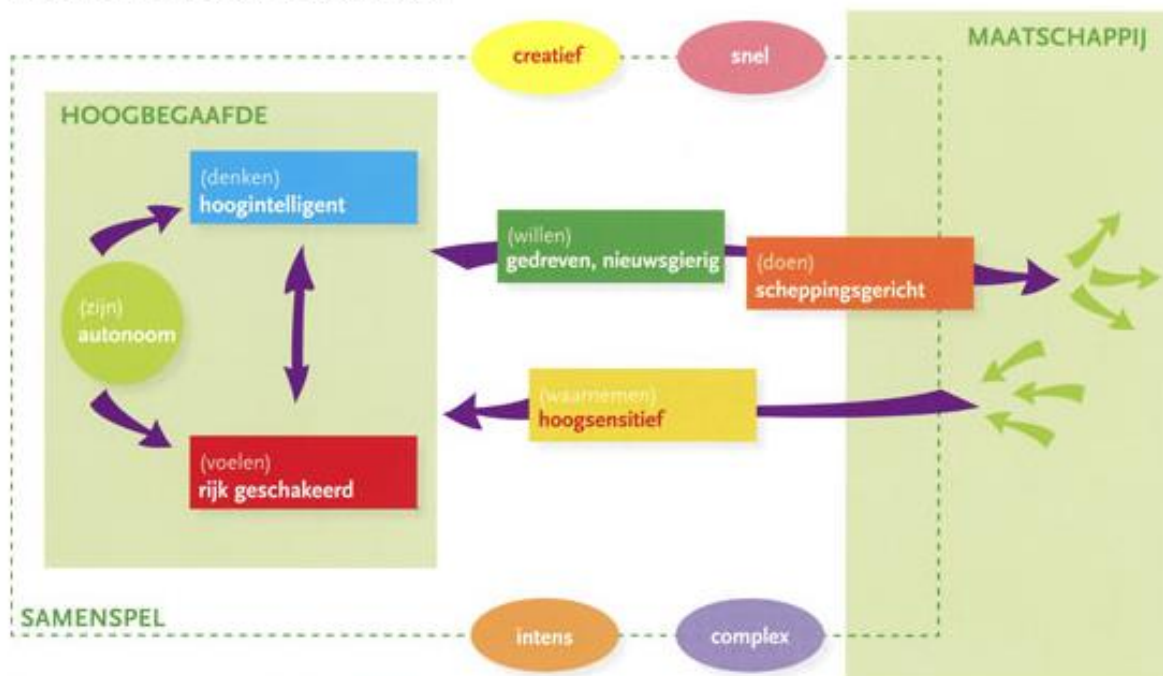 creatief
snel
MAATSCHAPPIJ
HOOGBEGAAFDE
(denken)
hoogintelligent
(willen)
gedreven, nieuwsgierig
(doen)
scheppingsgericht
(zijn)
autonoom
(waarnemen)
hoogsensitief
(voelen)
rijk geschakeerd
SAMENSPEL
intens
complex